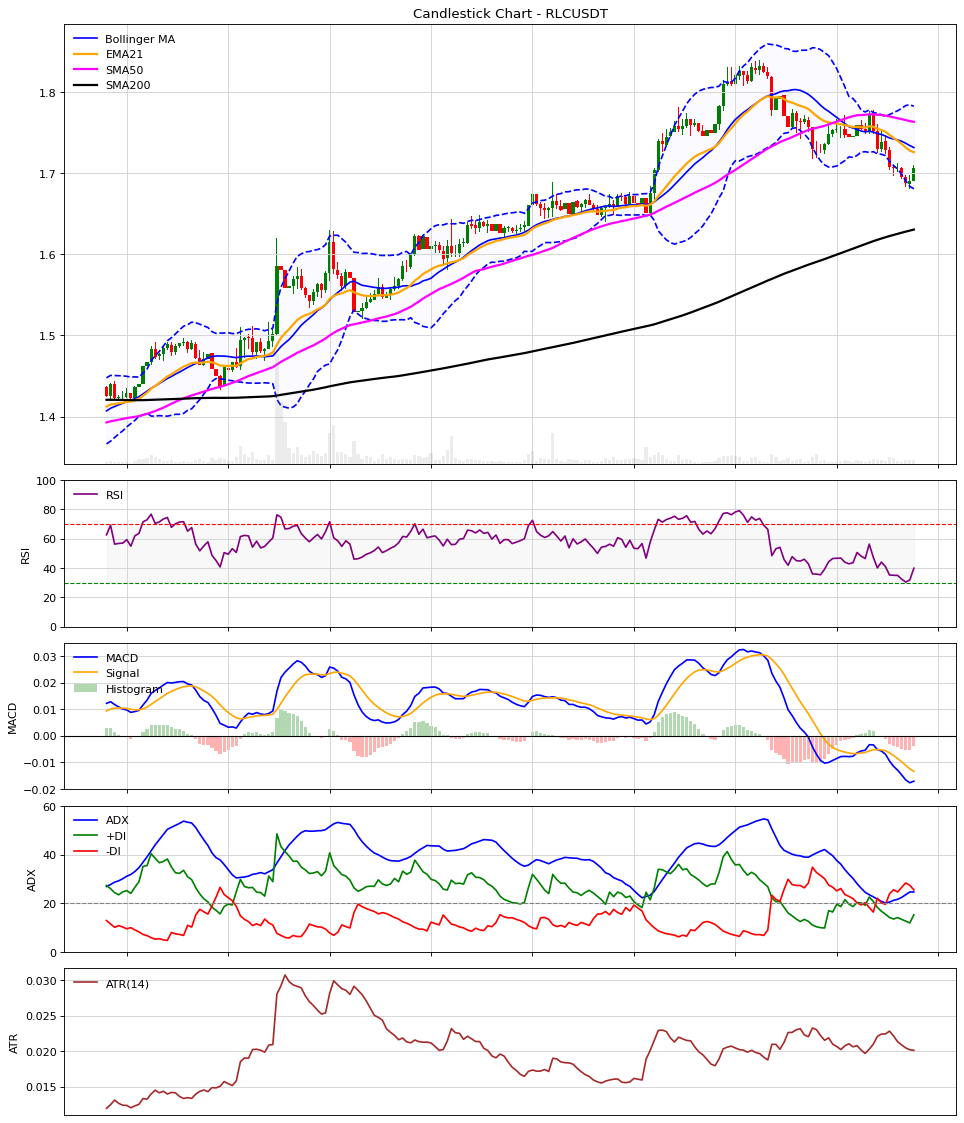 Candlestick Chart - RLCUSDT
Bollinger MA
EMA21
SMA50
SMA200
1.8
1.7
1.6
1.5
1.4
RSI
100
80
60
40
20
0
RSI
MACD
Signal
Histogram
0.03
0.02
0.01
0.00
−0.01
−0.02
MACD
ADX
+DI
-DI
60
40
20
0
ADX
ATR(14)
0.030
0.025
0.020
0.015
ATR